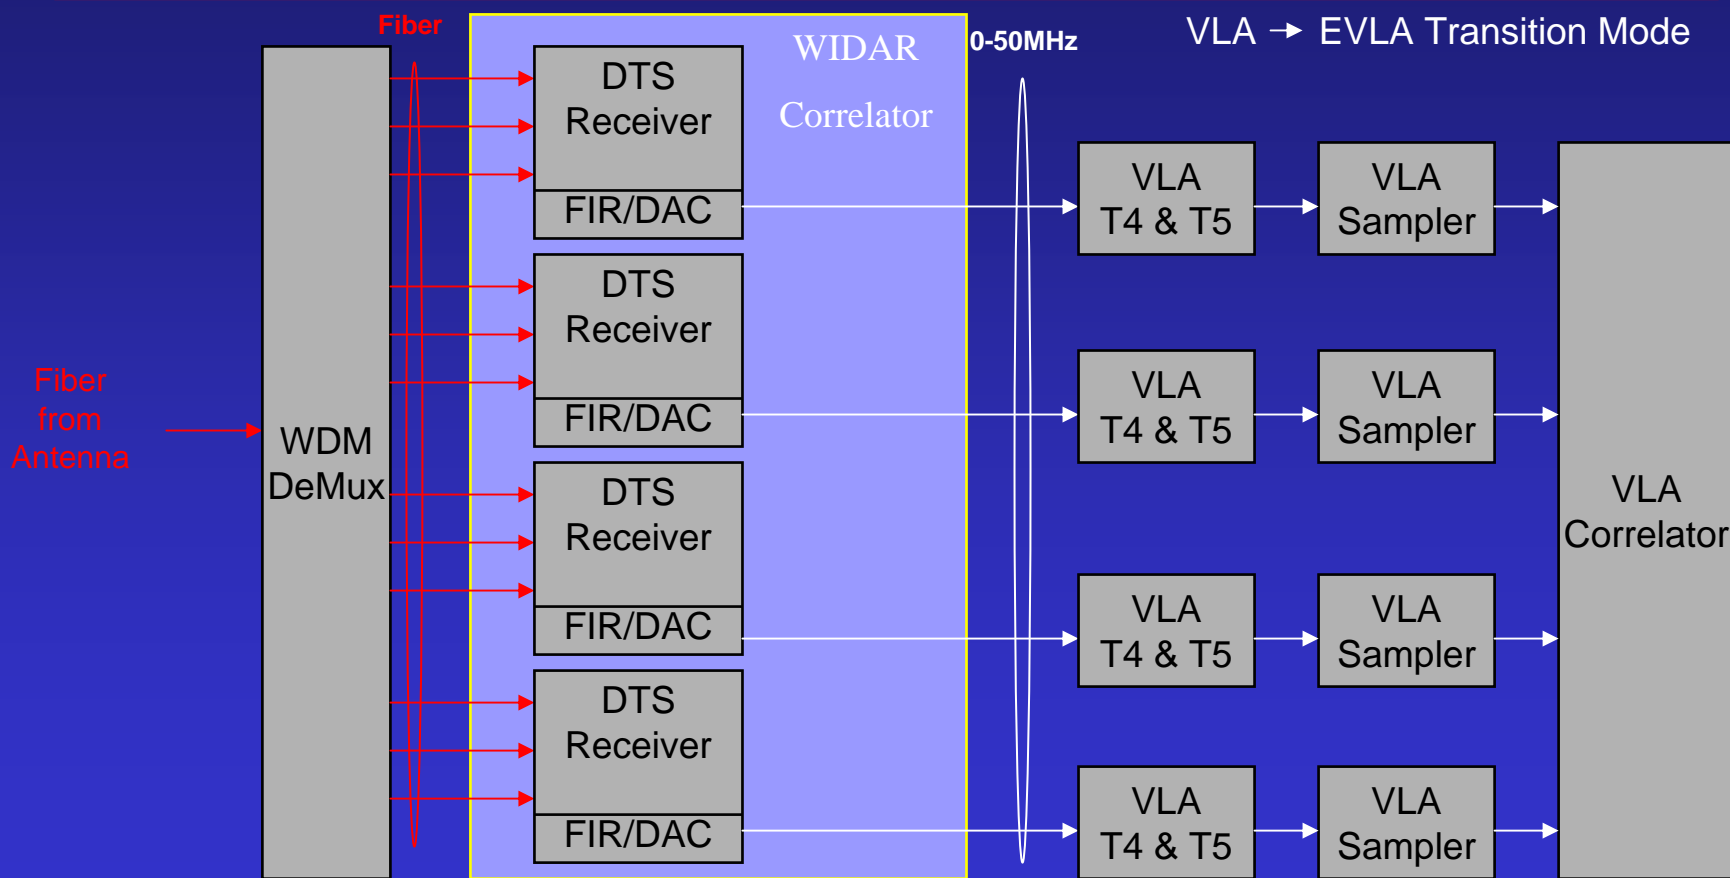 Fiber
WIDAR
Correlator
0-50MHz
VLA → EVLA Transition Mode
DTS
Receiver
FIR/DAC
VLA
T4 & T5
VLA
Sampler
DTS
Receiver
FIR/DAC
VLA
T4 & T5
VLA
Sampler
Fiber
from
Antenna
WDM
DeMux
DTS
Receiver
FIR/DAC
VLA
T4 & T5
VLA
Sampler
VLA
Correlator
DTS
Receiver
FIR/DAC
VLA
T4 & T5
VLA
Sampler